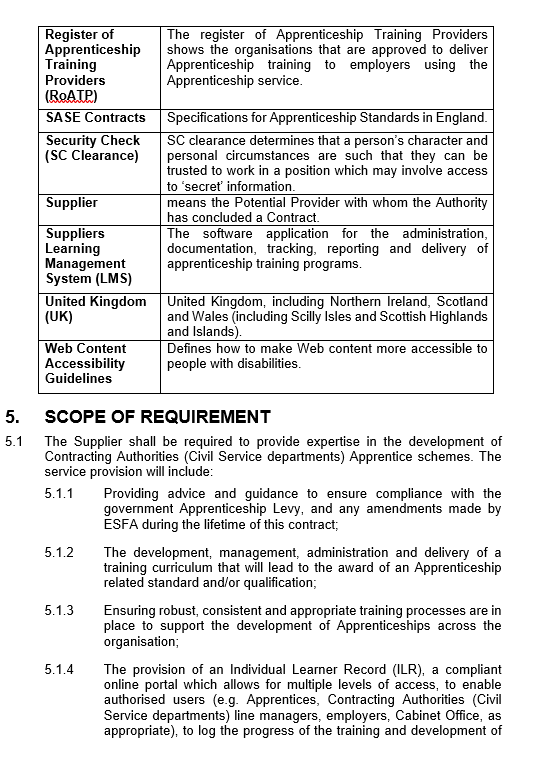 Register of
Apprenticeship
Training
Providers
(RoATP)
The register of Apprenticeship Training Providers
shows the organisations that are approved to deliver
Apprenticeship training to employers using the
Apprenticeship service.
SASE Contracts
Specifications for Apprenticeship Standards in England.
Security Check
(SC Clearance)
SC clearance determines that a person's character and
personal circumstances are such that they can be
trusted to work in a position which may involve access
to 'secret' information.
Supplier
means the Potential Provider with whom the Authority
has concluded a Contract.
Suppliers
Learning
Management
System (LMS)
The software application for the administration,
documentation, tracking, reporting and delivery of
apprenticeship training programs.
United Kingdom
(UK)
United Kingdom, including Northern Ireland, Scotland
and Wales (including Scilly Isles and Scottish Highlands
and Islands).
Web Content
Accessibility
Guidelines
Defines how to make Web content more accessible to
people with disabilities.
5. SCOPE OF REQUIREMENT
5.1 The Supplier shall be required to provide expertise in the development of
Contracting Authorities (Civil Service departments) Apprentice schemes. The
service provision will include:
5.1.1 Providing advice and guidance to ensure compliance with the
government Apprenticeship Levy, and any amendments made by
ESFA during the lifetime of this contract;
5.1.2 The development, management, administration and delivery of a
training curriculum that will lead to the award of an Apprenticeship
related standard and/or qualification;
5.1.3 Ensuring robust, consistent and appropriate training processes are in
place to support the development of Apprenticeships across the
organisation;
5.1.4 The provision of an Individual Learner Record (ILR), a compliant
online portal which allows for multiple levels of access, to enable
authorised users (e.g. Apprentices, Contracting Authorities (Civil
Service departments) line managers, employers, Cabinet Office, as
appropriate), to log the progress of the training and development of